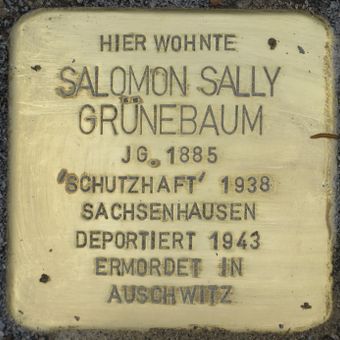 HIER WOHNTE
SALOMON SALLY
GRÜNEBAUM
JG. 1885
'SCHUTZHAFT' 1938
SACHSENHAUSEN
DEPORTIERT 1943
ERMORDET IN
AUSCHWITZ